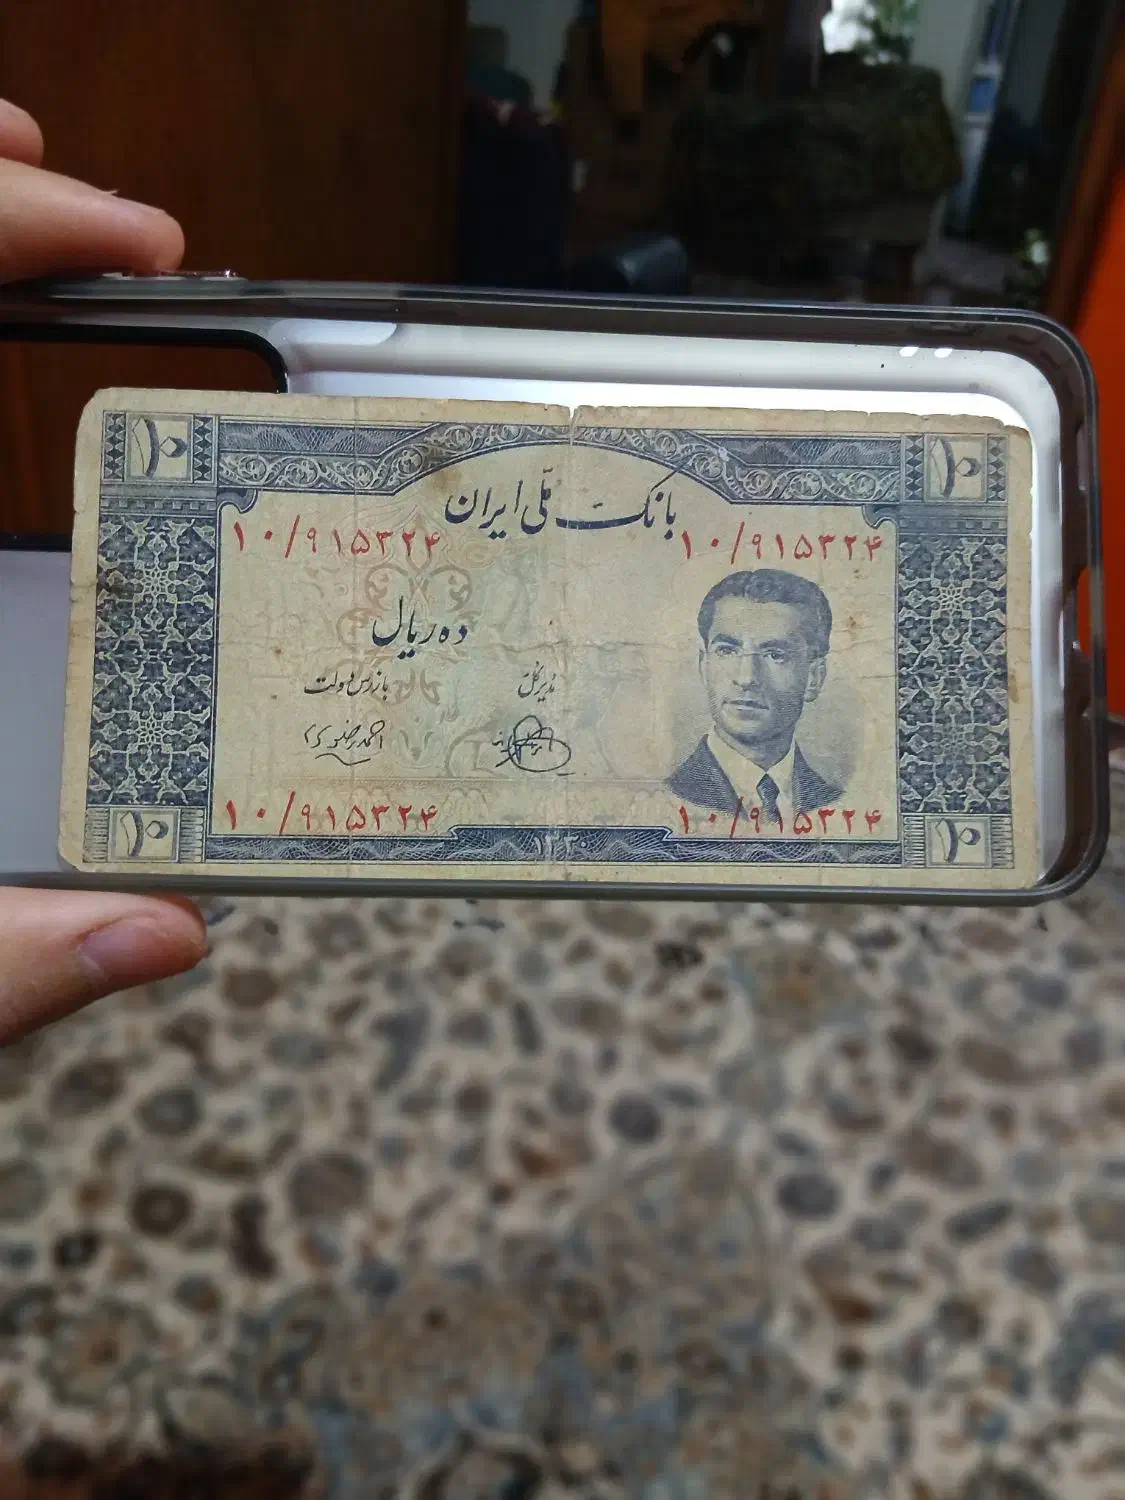 ۱۰ ۱۰
بانک ملّی ایران
۱۰/۹۱۵۳۲۴ ۱۰/۹۱۵۳۲۴
ده ریال
مدیر کل بازرس دولت
۱۰/۹۱۵۳۲۴ ۱۰/۹۱۵۳۲۴
۱۰ ۱۳۳۰ ۱۰